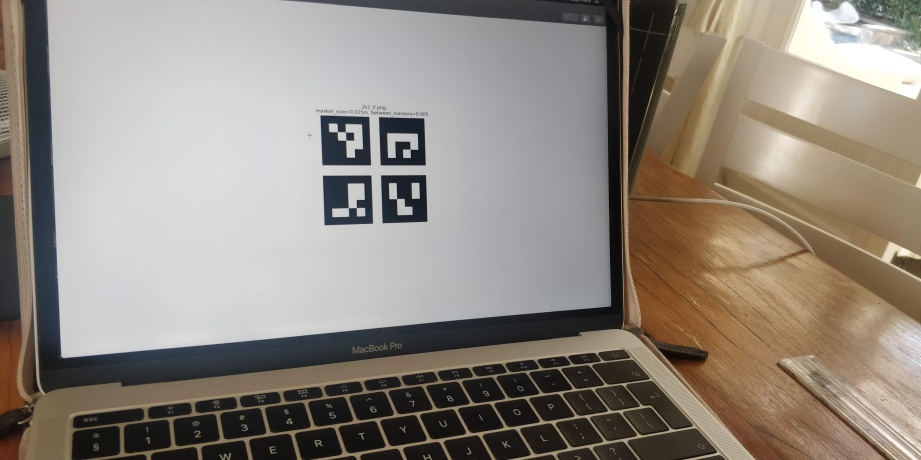 2x2_0.png
marker_size=0.025m, between_markers=0.005
MacBook Pro
esc
± ! @ # $ % ^ & * ( ) _ +
§ 1 2 3 4 5 6 7 8 9 0 - =
W E R T Y U I O P { }
H J K L : "